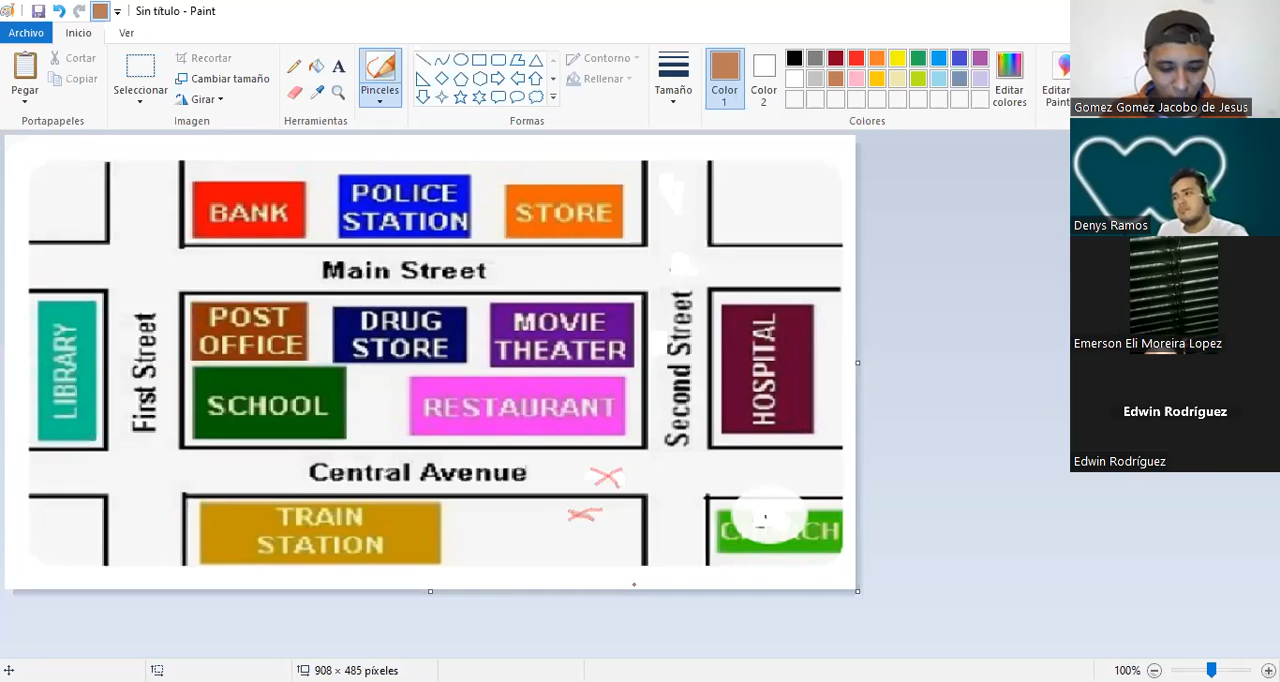 Sin título - Paint
Archivo
Inicio
Ver
Pegar
Cortar
Copiar
Portapapeles
Seleccionar
Recortar
Cambiar tamaño
Girar
Imagen
A
Herramientas
Pinceles
Contorno
Rellenar
Formas
Tamaño
Color
1
Color
2
Editar
colores
Editar
Paint
Colores
BANK
POLICE
STATION
STORE
Main Street
LIBRARY
First Street
POST
OFFICE
DRUG
STORE
MOVIE
THEATER
SCHOOL
RESTAURANT
Second Street
HOSPITAL
Central Avenue
TRAIN
STATION
Gomez Gomez Jacobo de Jesus
Denys Ramos
Emerson Eli Moreira Lopez
Edwin Rodríguez
Edwin Rodríguez
908 × 485 píxeles
100%